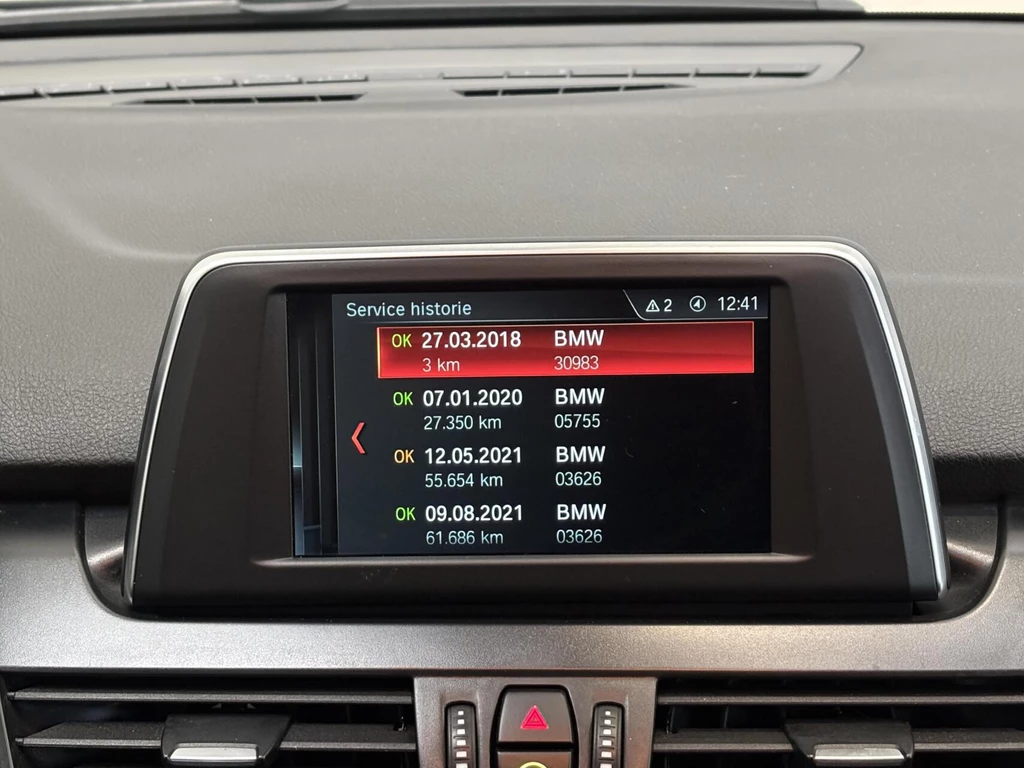 Service historie 2 12:41
OK 27.03.2018 BMW
3 km 30983
OK 07.01.2020 BMW
27.350 km 05755
OK 12.05.2021 BMW
55.654 km 03626
OK 09.08.2021 BMW
61.686 km 03626